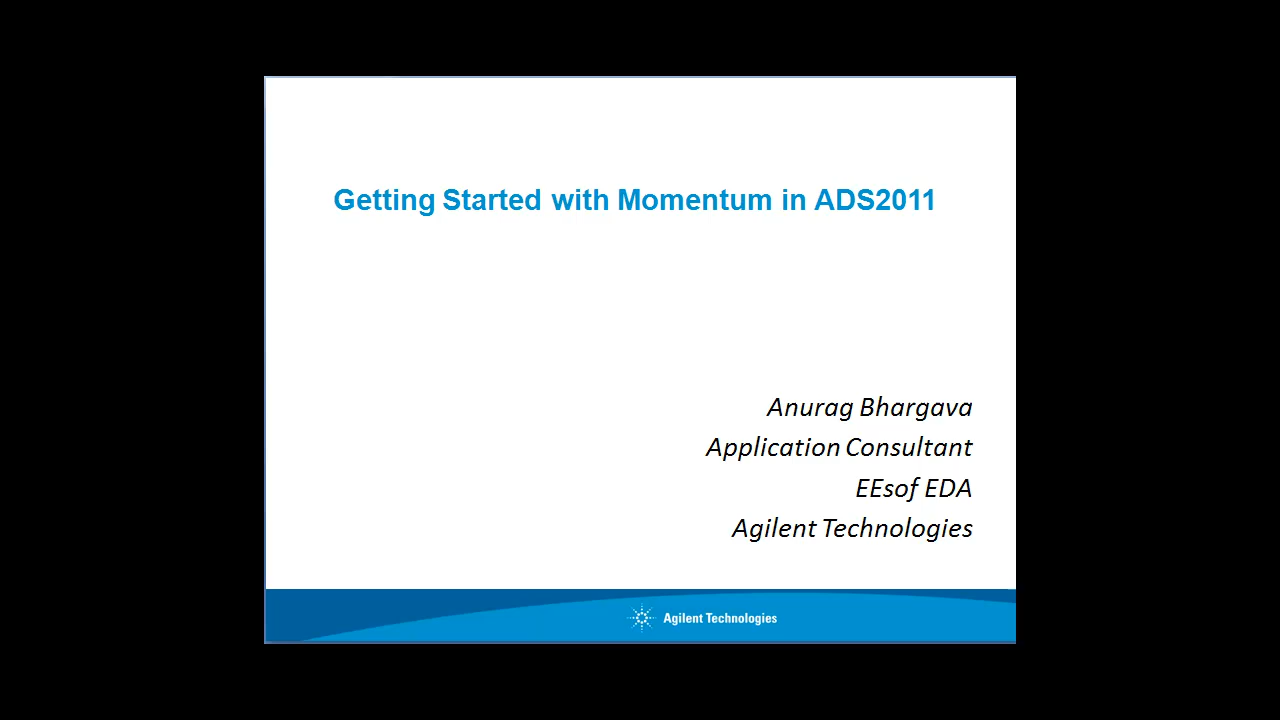 Getting Started with Momentum in ADS2011
Anurag Bhargava
Application Consultant
EEsof EDA
Agilent Technologies
Agilent Technologies